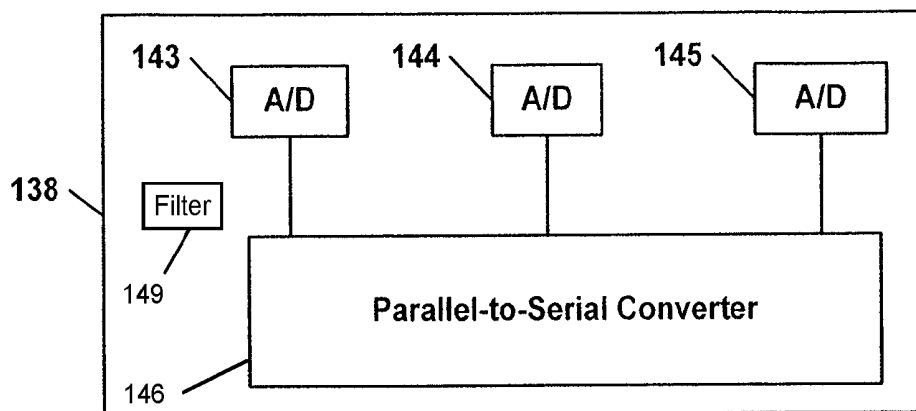 143
A/D
144
A/D
145
A/D
138
Filter
149
Parallel-to-Serial Converter
146